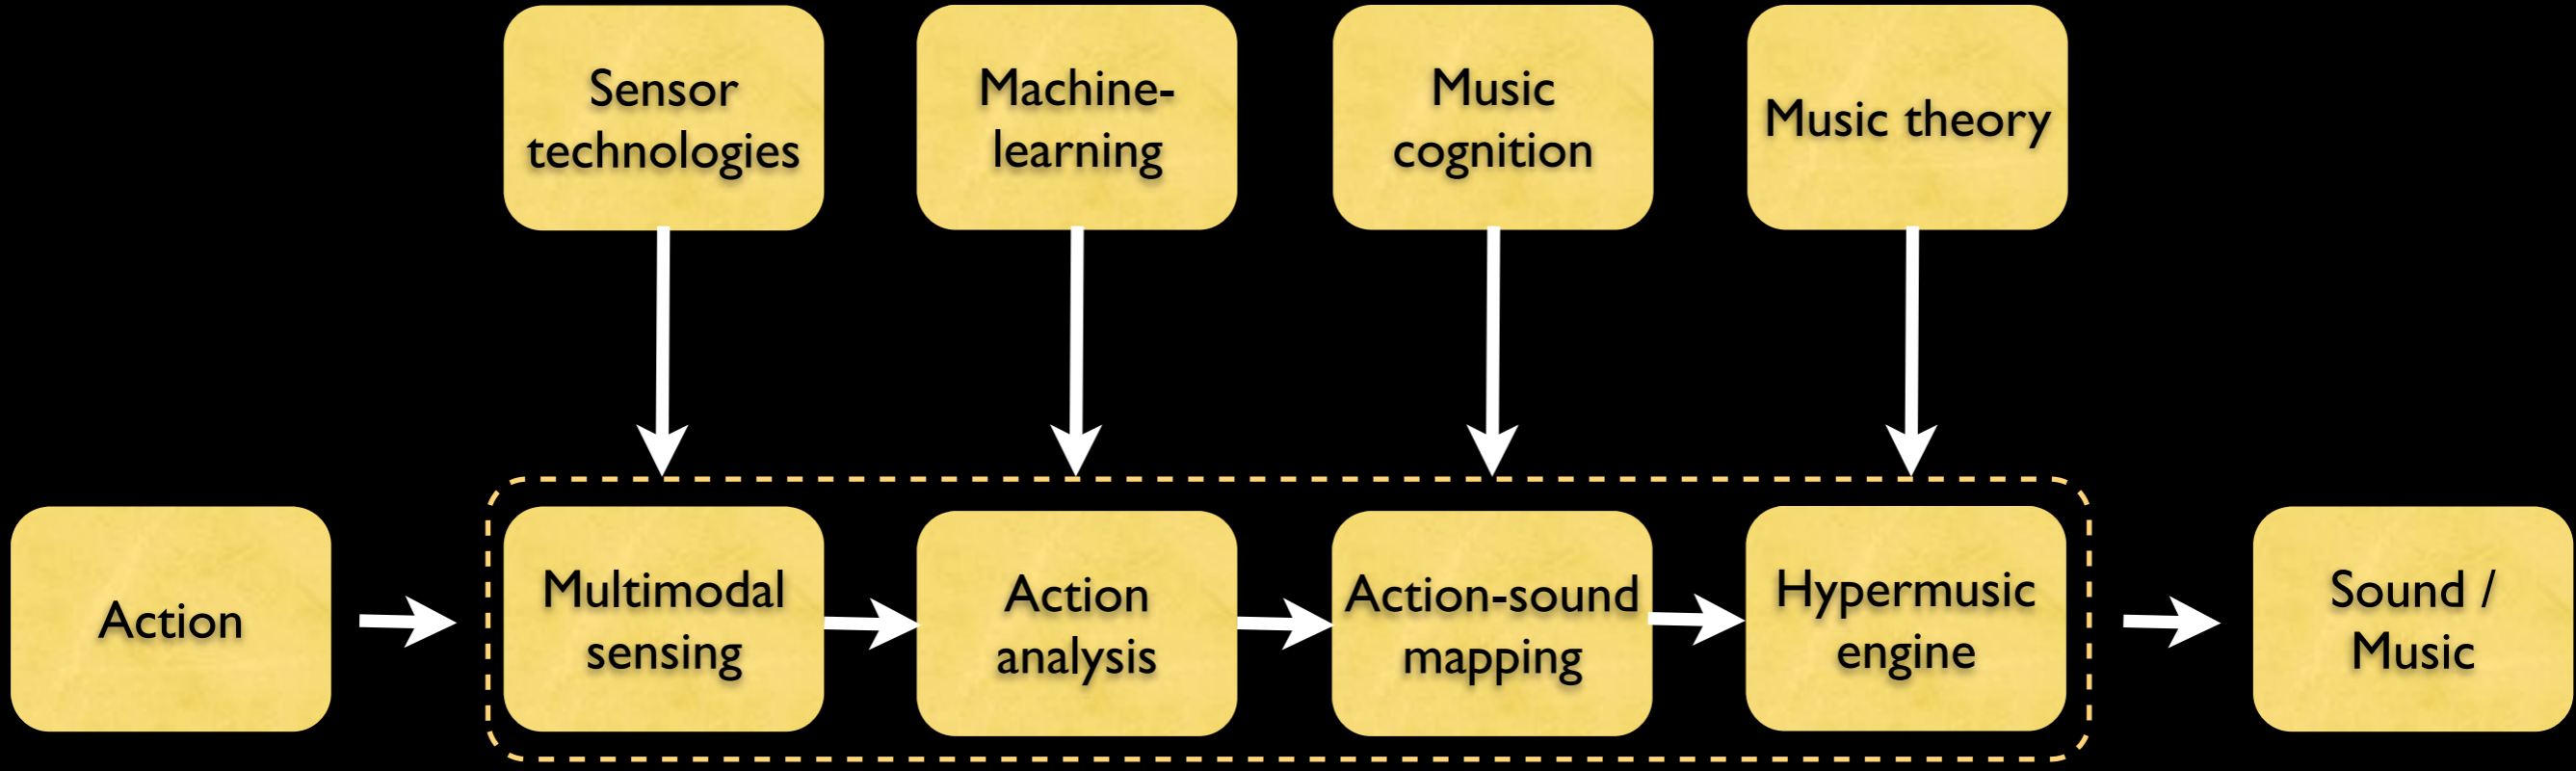 Sensor
technologies
Machine-
learning
Music
cognition
Music theory
Action
Multimodal
sensing
Action
analysis
Action-sound
mapping
Hypermusic
engine
Sound /
Music